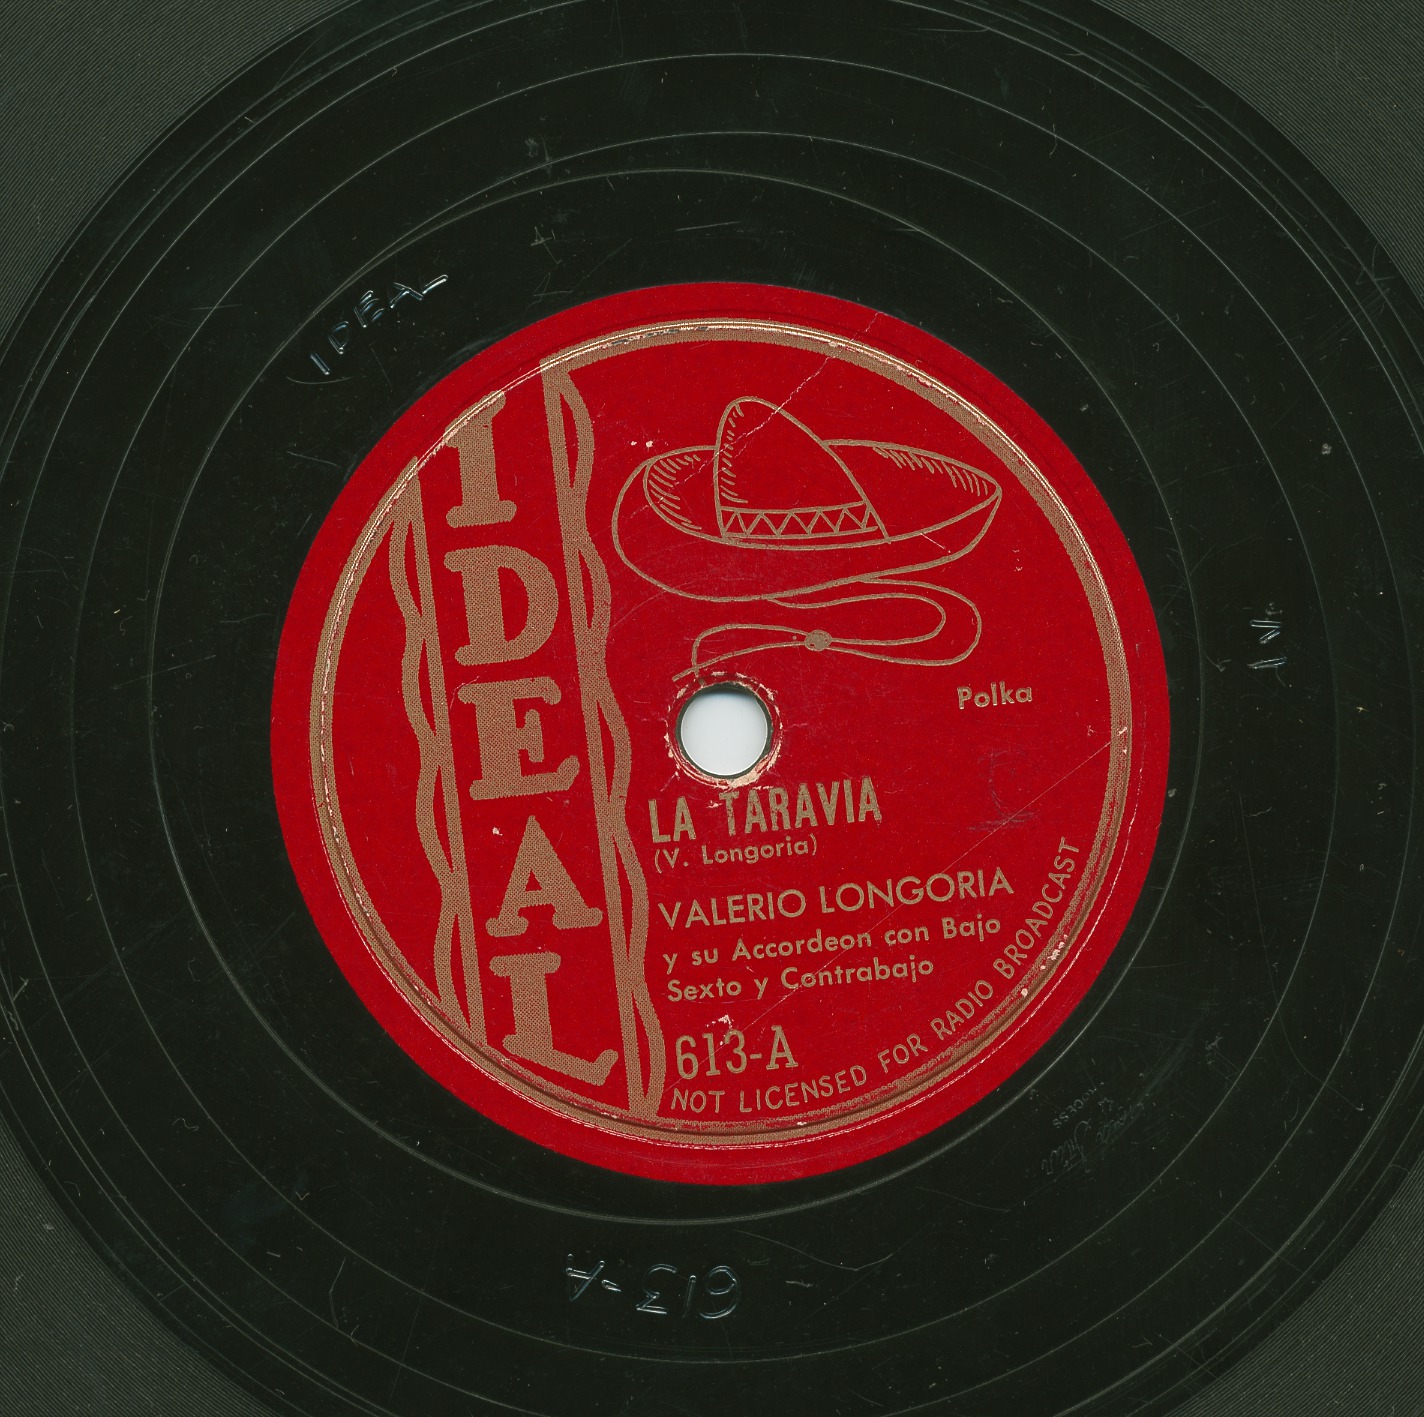 IDEAL
IDEAL
Polka
LA TARAVIA
(V. Longoria)
VALERIO LONGORIA
y su Accordeon con Bajo
Sexto y Contrabajo
613-A
NOT LICENSED FOR RADIO BROADCAST
613-A
PROCESS